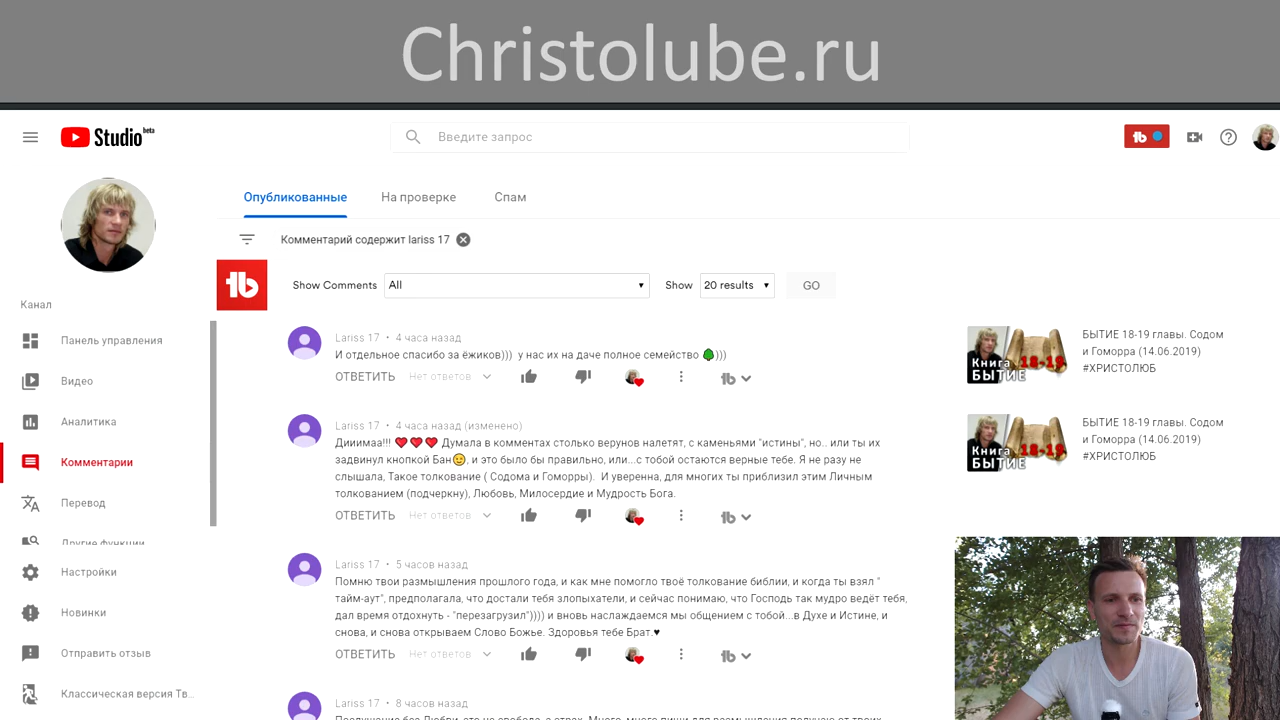 Christolube.ru
Studio beta
Введите запрос
Опубликованные
На проверке
Спам
Комментарий содержит lariss 17
Show Comments
All
Show
20 results
GO
Канал
Панель управления
Видео
Аналитика
Комментарии
Перевод
Другие функции
Настройки
Новинки
Отправить отзыв
Классическая версия Тв...
Lariss 17 • 4 часа назад
И отдельное спасибо за ёжиков))) у нас их на даче полное семейство 🌳)))
ОТВЕТИТЬ Нет ответов
Lariss 17 • 4 часа назад (изменено)
Дииимаа!!! ❤❤❤ Думала в комментах столько верунов налетят, с каменьями "истины", но.. или ты их
задвинул кнопкой Бан😉, и это было бы правильно, или...с тобой остаются верные тебе. Я не разу не
слышала, Такое толкование ( Содома и Гоморры). И уверенна, для многих ты приблизил этим Личным
толкованием (подчеркну), Любовь, Милосердие и Мудрость Бога.
ОТВЕТИТЬ Нет ответов
Lariss 17 • 5 часов назад
Помню твои размышления прошлого года, и как мне помогло твоё толкование библии, и когда ты взял "
тайм-аут", предполагала, что достали тебя злопыхатели, и сейчас понимаю, что Господь так мудро ведёт тебя,
дал время отдохнуть - "перезагрузил")))) и вновь наслаждаемся мы общением с тобой...в Духе и Истине, и
снова, и снова открываем Слово Божье. Здоровья тебе Брат.♥
ОТВЕТИТЬ Нет ответов
Lariss 17 • 8 часов назад
Книга
БЫТИЕ
18-19
БЫТИЕ 18-19 главы. Содом
и Гоморра (14.06.2019)
#ХРИСТОЛЮБ
Книга
БЫТИЕ
18-19
БЫТИЕ 18-19 главы. Содом
и Гоморра (14.06.2019)
#ХРИСТОЛЮБ